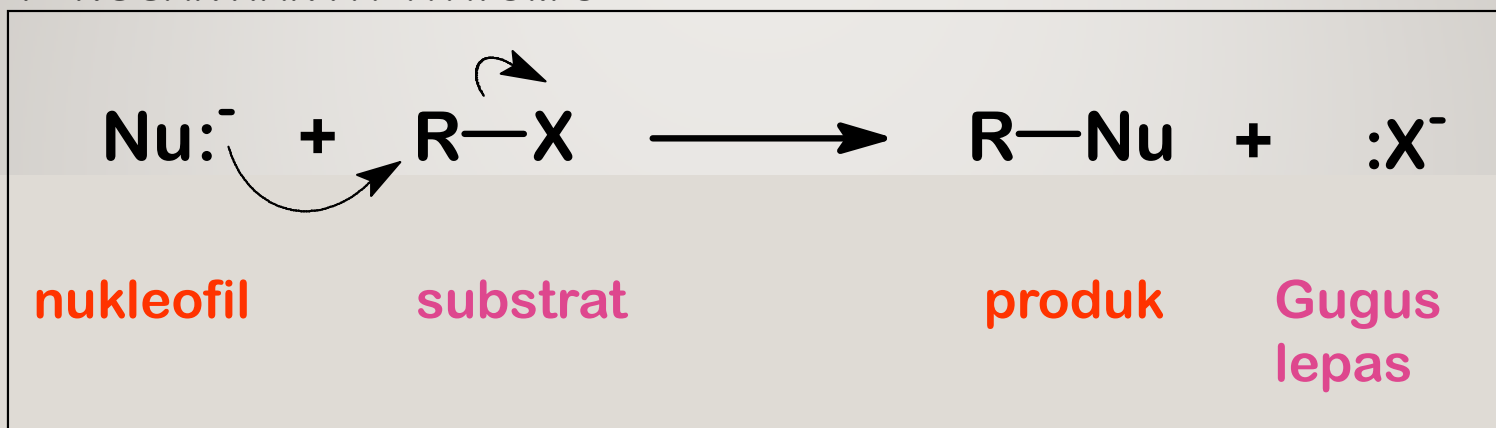 Nu:⁻ + R—X ⟶ R—Nu + :X⁻
nukleofil substrat produk Gugus
lepas